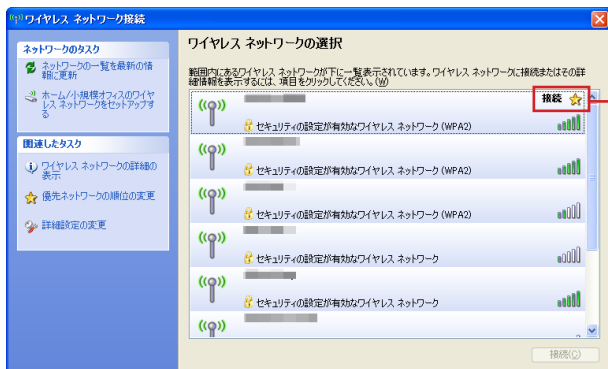 ワイヤレス ネットワーク接続
ネットワークのタスク
ネットワークの一覧を最新の情
報に更新
ホーム/小規模オフィスのワイヤ
レス ネットワークをセットアップす
る
関連したタスク
ワイヤレス ネットワークの詳細の
表示
優先ネットワークの順位の変更
詳細設定の変更
ワイヤレス ネットワークの選択
範囲内にあるワイヤレス ネットワークが下に一覧表示されています。ワイヤレス ネットワークに接続またはその詳
細情報を表示するには、項目をクリックしてください。(W)
接続
セキュリティの設定が有効なワイヤレス ネットワーク (WPA2)
セキュリティの設定が有効なワイヤレス ネットワーク (WPA2)
セキュリティの設定が有効なワイヤレス ネットワーク (WPA2)
セキュリティの設定が有効なワイヤレス ネットワーク
セキュリティの設定が有効なワイヤレス ネットワーク
接続(C)